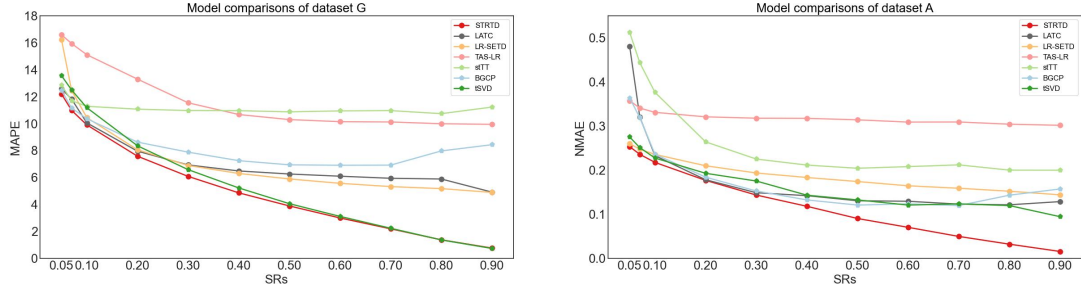 Model comparisons of dataset G
18
16
14
12
10
8
6
4
2
0
MAPE
0.05 0.10 0.20 0.30 0.40 0.50 0.60 0.70 0.80 0.90
SRs
STRTD
LATC
LR-SETD
TAS-LR
stTT
BGCP
tSVD
Model comparisons of dataset A
0.5
0.4
0.3
0.2
0.1
0.0
NMAE
0.05 0.10 0.20 0.30 0.40 0.50 0.60 0.70 0.80 0.90
SRs
STRTD
LATC
LR-SETD
TAS-LR
stTT
BGCP
tSVD